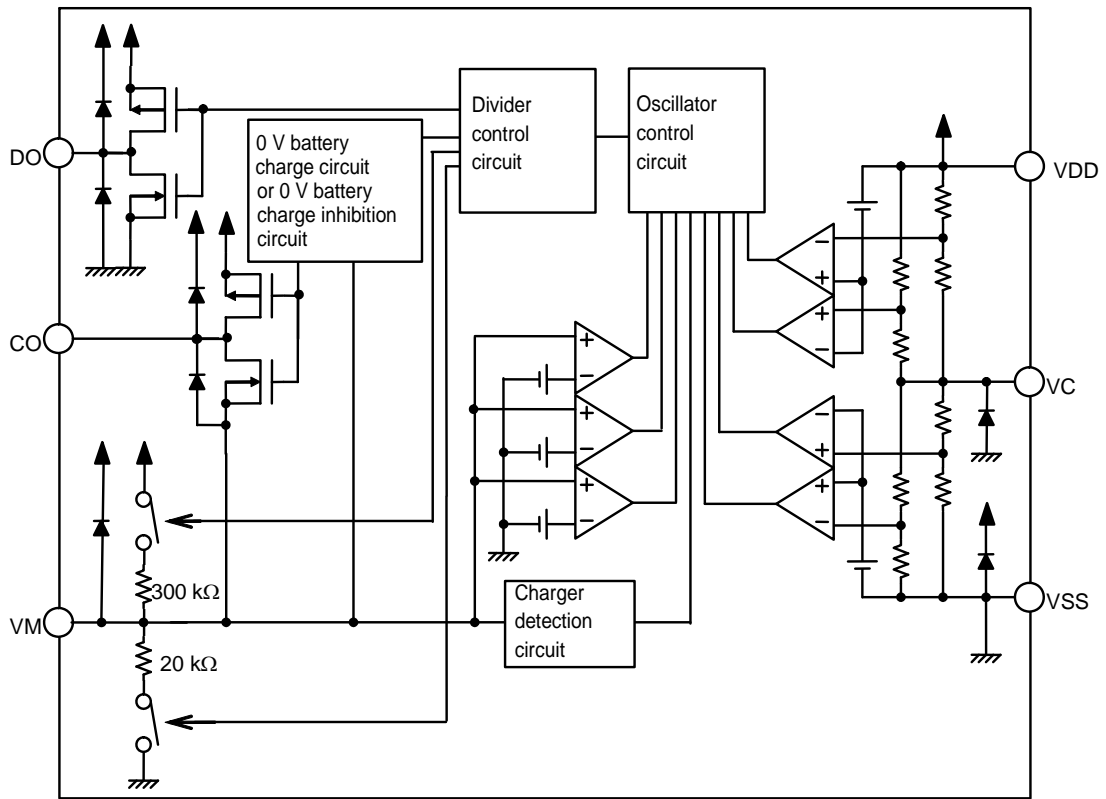 Divider
control
circuit
Oscillator
control
circuit
0 V battery
charge circuit
or 0 V battery
charge inhibition
circuit
DO
VDD
−
+
+
−
CO
+
−
+
−
+
−
VC
−
+
+
−
300 kΩ
Charger
detection
circuit
VM
VSS
20 kΩ